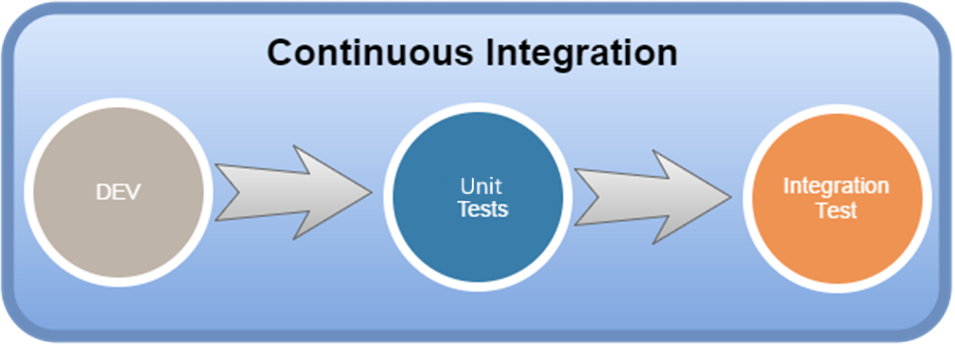 Continuous Integration
DEV
Unit
Tests
Integration
Test